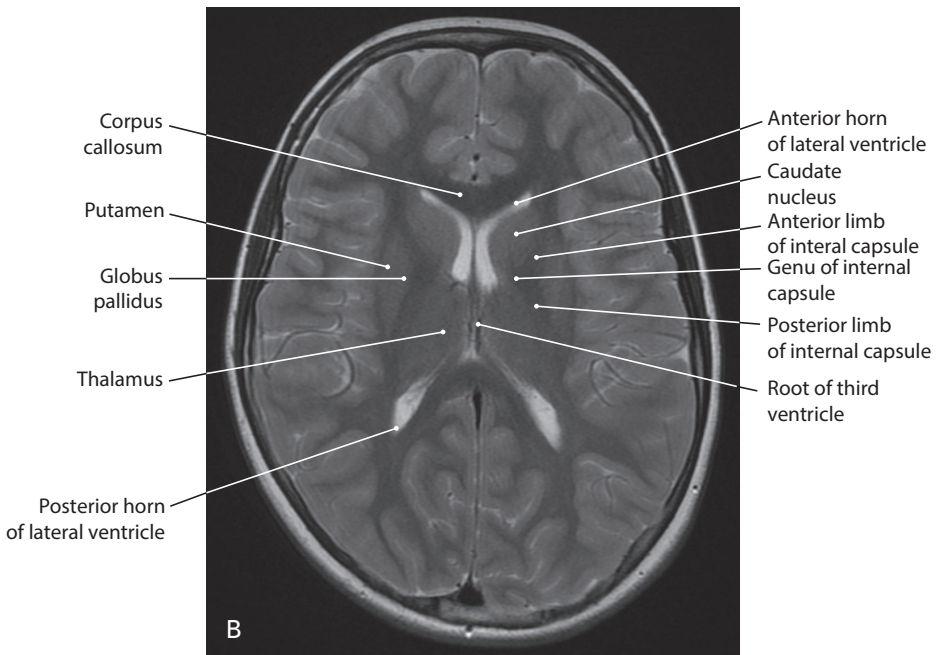 Corpus
callosum
Putamen
Globus
pallidus
Thalamus
Posterior horn
of lateral ventricle
Anterior horn
of lateral ventricle
Caudate
nucleus
Anterior limb
of interal capsule
Genu of internal
capsule
Posterior limb
of internal capsule
Root of third
ventricle
B